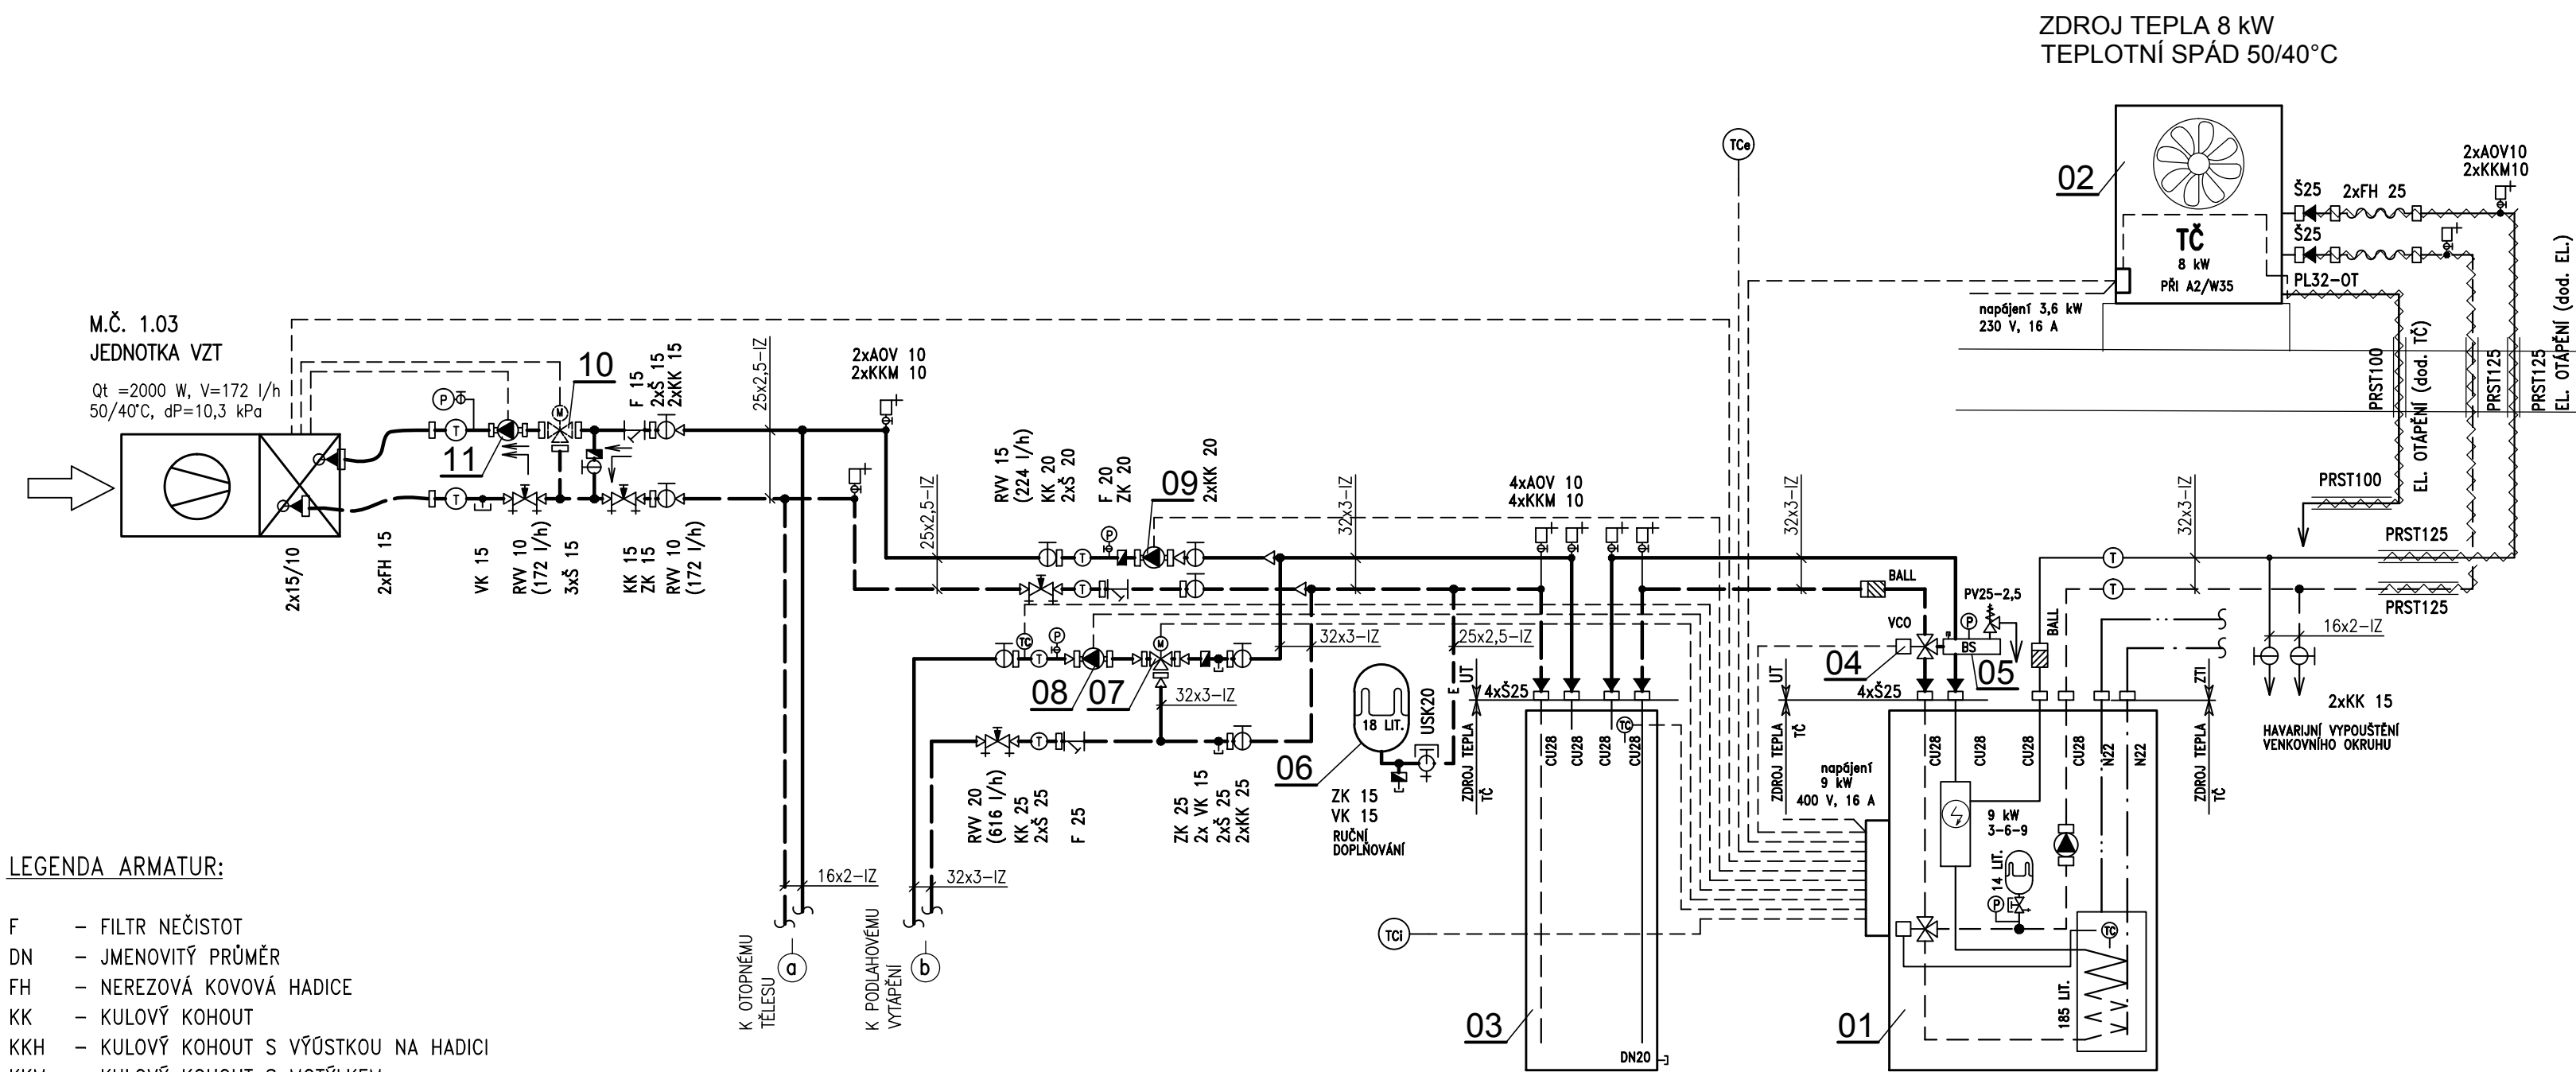 ZDROJ TEPLA 8 kW
TEPLOTNÍ SPÁD 50/40°C
TCe
02
TČ
8 kW
PŘI A2/W35
Š25
2xFH 25
Š25
2xAOV10
2xKKM10
PL32-OT
napájení 3,6 kW
230 V, 16 A
PRST100
EL. OTÁPĚNÍ (dod. TČ)
PRST125
PRST125
EL. OTÁPĚNÍ (dod. EL.)
M.Č. 1.03
JEDNOTKA VZT
Qt =2000 W, V=172 l/h
50/40°C, dP=10,3 kPa
P
T
11
M
10
F 15
2xŠ 15
2xKK 15
25x2,5-IZ
2xAOV 10
2xKKM 10
T
2x15/10
2xFH 15
VK 15
RVV 10
(172 l/h)
3xŠ 15
KK 15
ZK 15
RVV 10
(172 l/h)
25x2,5-IZ
RVV 15
(224 l/h)
KK 20
2xŠ 20
F 20
ZK 20
09
2xKK 20
T
P
T
32x3-IZ
4xAOV 10
4xKKM 10
32x3-IZ
BALL
PV25-2,5
VCO
P
BS
04
05
BALL
T
T
32x3-IZ
PRST100
PRST125
PRST125
16x2-IZ
2xKK 15
HAVARIJNÍ VYPOUŠTĚNÍ
VENKOVNÍHO OKRUHU
TC
T
P
M
08
07
32x3-IZ
32x3-IZ
25x2,5-IZ
T
RVV 20
(616 l/h)
KK 25
2xŠ 25
F 25
ZK 25
2x VK 15
2xŠ 25
2xKK 25
18 LIT.
06
USK20
E
ZK 15
VK 15
RUČNÍ
DOPLŇOVÁNÍ
UT
ZDROJ TEPLA
TČ
4xŠ25
TC
CU28
CU28
CU28
CU28
03
DN20
UT
ZDROJ TEPLA
TČ
4xŠ25
napájení
9 kW
400 V, 16 A
CU28
CU28
CU28
CU28
N22
N22
ZTI
ZDROJ TEPLA
TČ
9 kW
3-6-9
14 LIT.
P
TC
185 LIT.
01
TCi
16x2-IZ
32x3-IZ
K OTOPNÉMU
TĚLESU
a
K PODLAHOVÉMU
VYTÁPĚNÍ
b
LEGENDA ARMATUR:
F – FILTR NEČISTOT
DN – JMENOVITÝ PRŮMĚR
FH – NEREZOVÁ KOVOVÁ HADICE
KK – KULOVÝ KOHOUT
KKH – KULOVÝ KOHOUT S VÝŮSTKOU NA HADICI